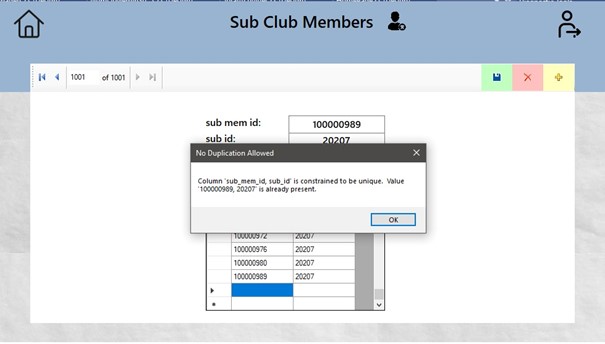 Sub Club Members
1001 of 1001
sub mem id: 100000989
sub id: 20207
No Duplication Allowed
Column 'sub_mem_id, sub_id' is constrained to be unique. Value
'100000989, 20207' is already present.
OK
100000972 20207
100000976 20207
100000980 20207
100000989 20207